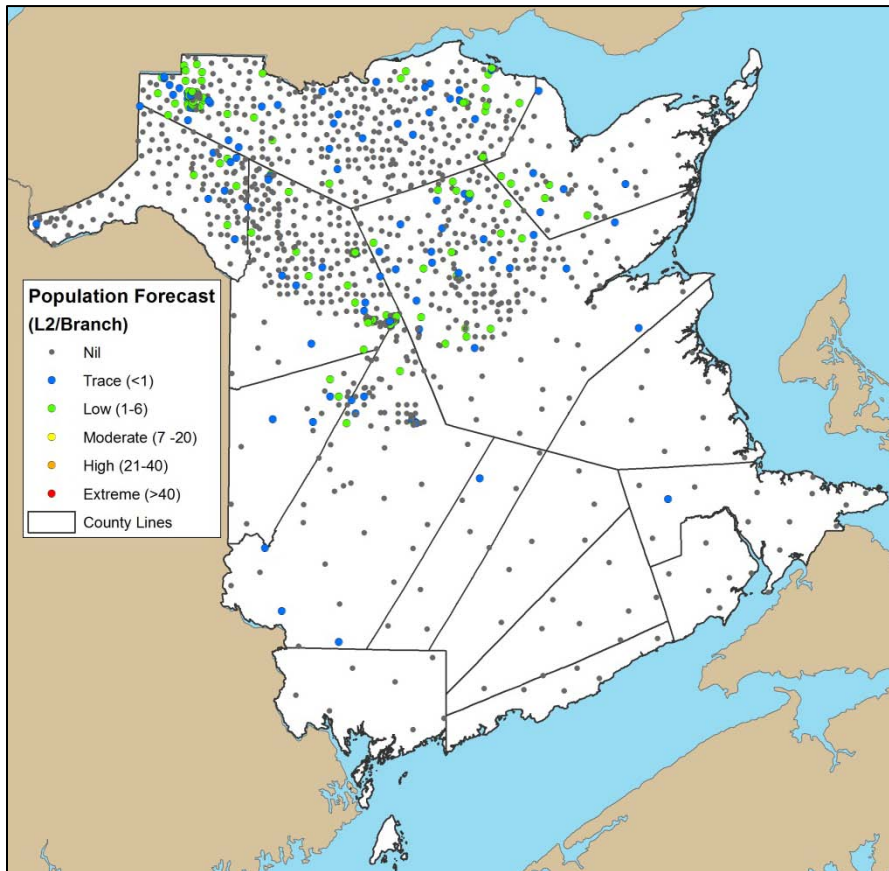 Population Forecast
(L2/Branch)
Nil
Trace (<1)
Low (1-6)
Moderate (7 -20)
High (21-40)
Extreme (>40)
County Lines